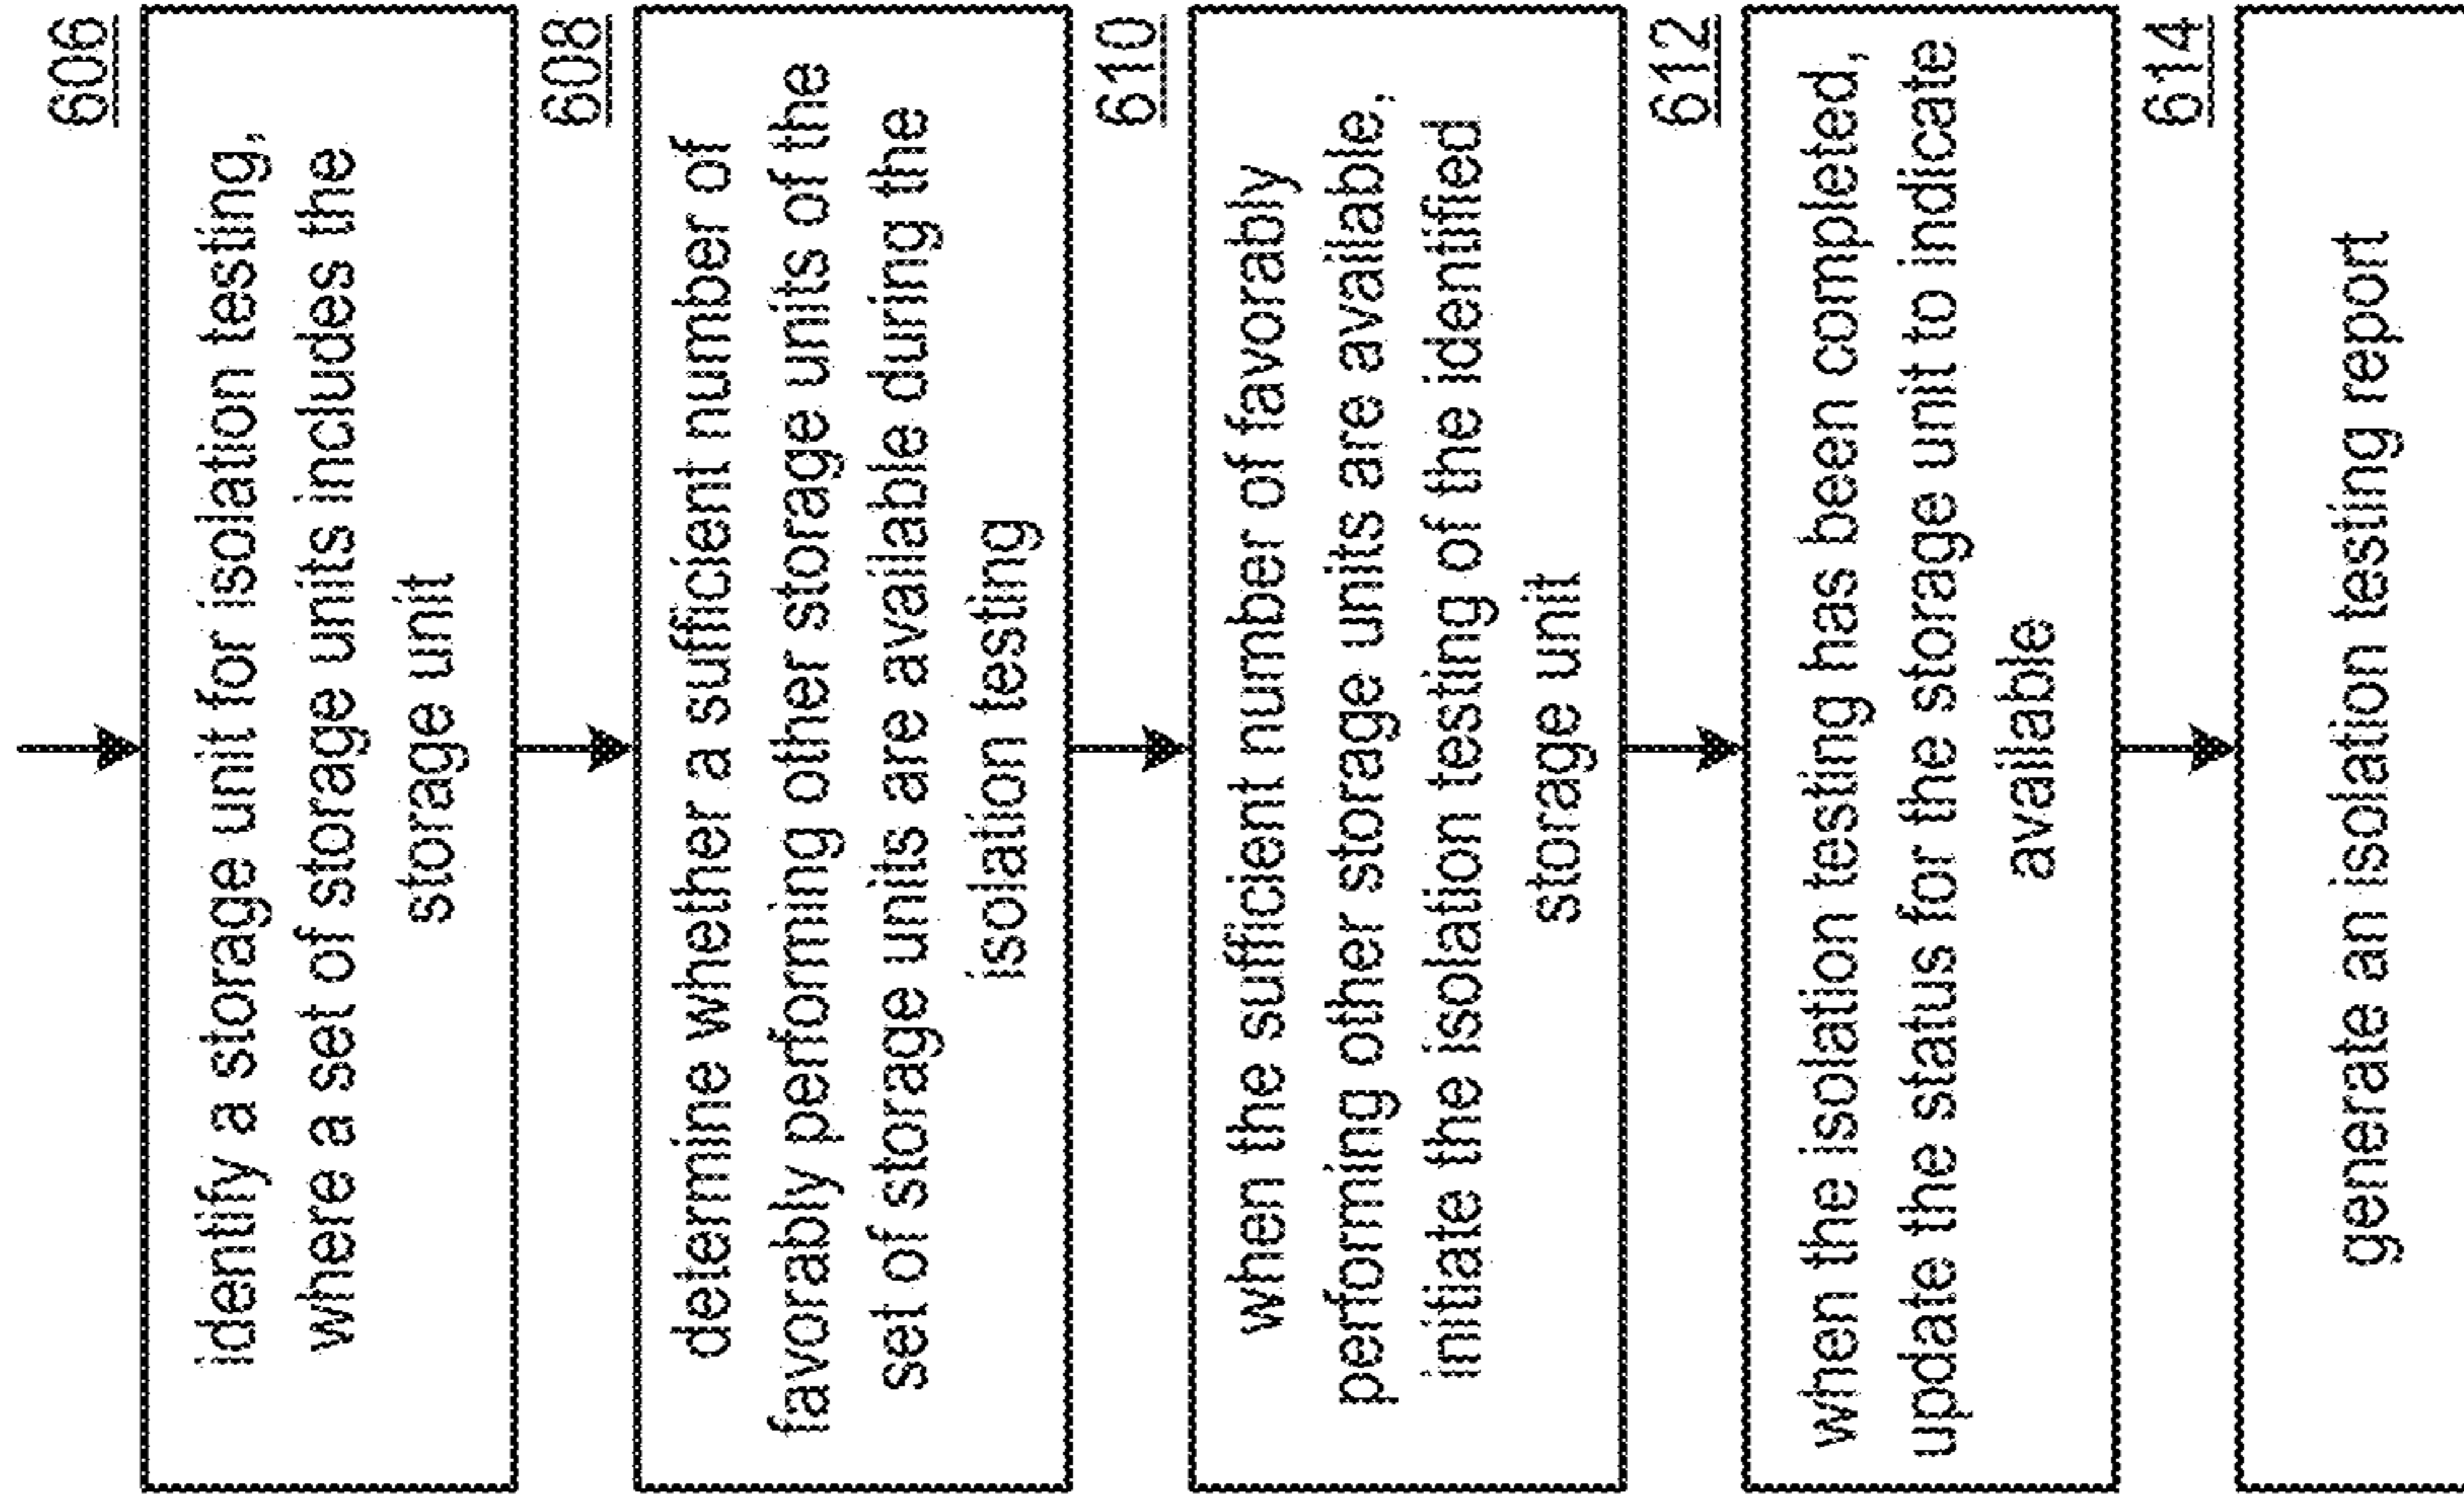 606
identify a storage unit for isolation testing,
where a set of storage units includes the
storage unit
608
determine whether a sufficient number of
favorably performing other storage units of the
set of storage units are available during the
isolation testing
610
when the sufficient number of favorably
performing other storage units are available,
initiate the isolation testing of the identified
storage unit
612
when the isolation testing has been completed,
update the status for the storage unit to indicate
available
614
generate an isolation testing report